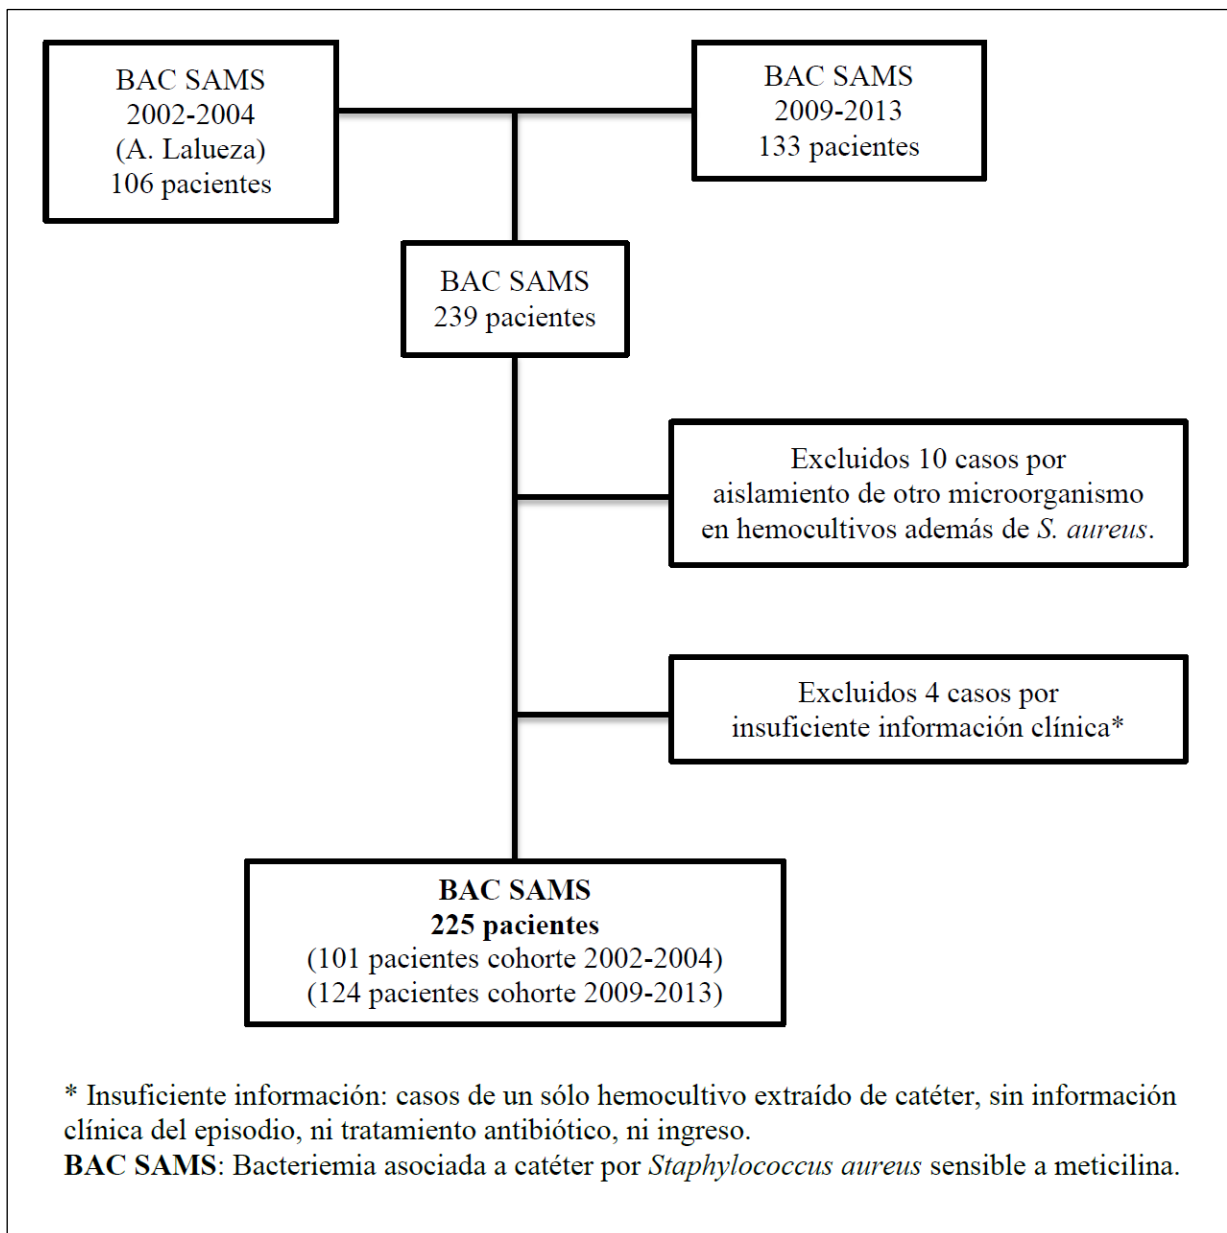 BAC SAMS
2002-2004
(A. Lalueza)
106 pacientes
BAC SAMS
2009-2013
133 pacientes
BAC SAMS
239 pacientes
Excluidos 10 casos por
aislamiento de otro microorganismo
en hemocultivos además de S. aureus.
Excluidos 4 casos por
insuficiente información clínica*
BAC SAMS
225 pacientes
(101 pacientes cohorte 2002-2004)
(124 pacientes cohorte 2009-2013)
* Insuficiente información: casos de un sólo hemocultivo extraído de catéter, sin información
clínica del episodio, ni tratamiento antibiótico, ni ingreso.
BAC SAMS: Bacteriemia asociada a catéter por Staphylococcus aureus sensible a meticilina.